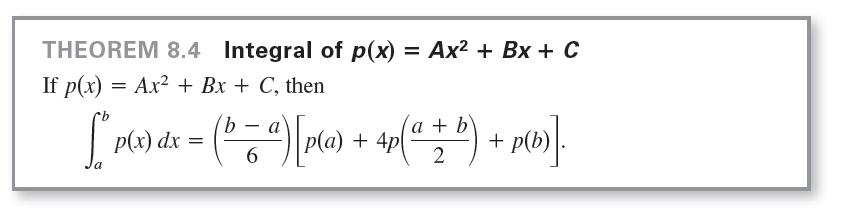 THEOREM 8.4 Integral of p(x) = Ax² + Bx + C
If p(x) = Ax² + Bx + C, then
∫ₐᵇ p(x) dx = ((b − a)/6)[p(a) + 4p((a + b)/2) + p(b)].